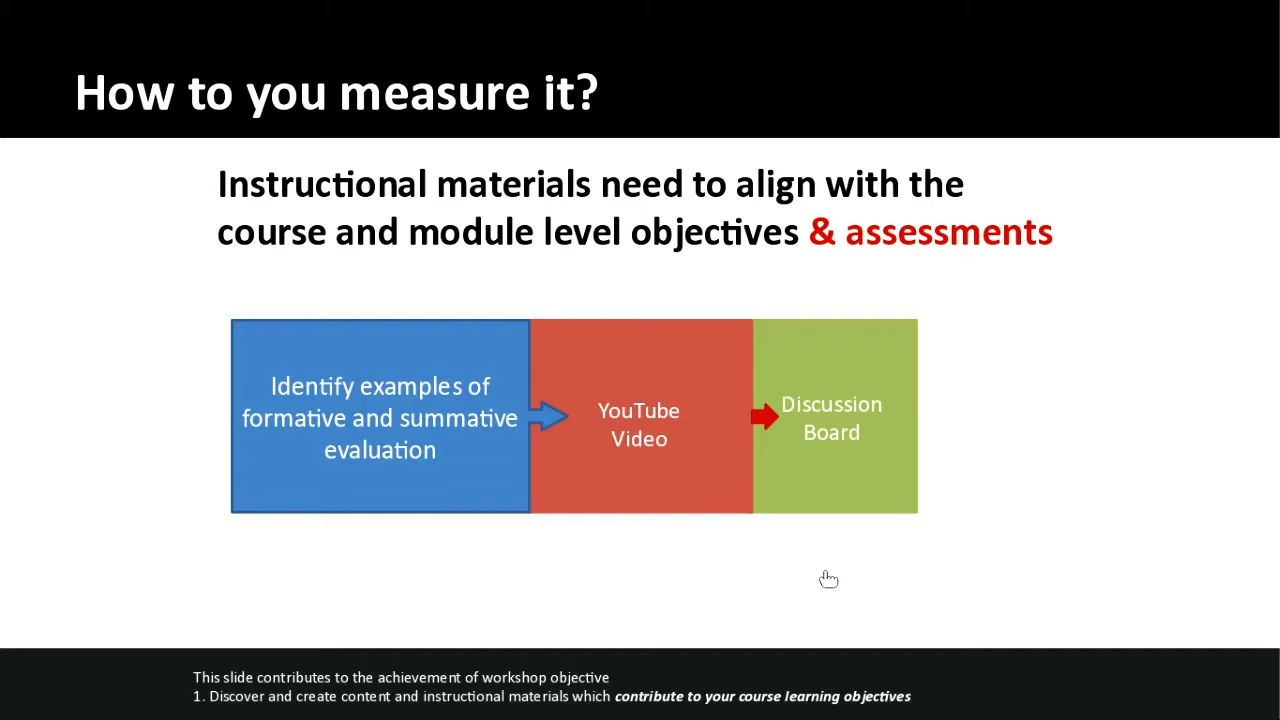 How to you measure it?
Instructional materials need to align with the
course and module level objectives & assessments
Identify examples of
formative and summative
evaluation
YouTube
Video
Discussion
Board
This slide contributes to the achievement of workshop objective
1. Discover and create content and instructional materials which contribute to your course learning objectives